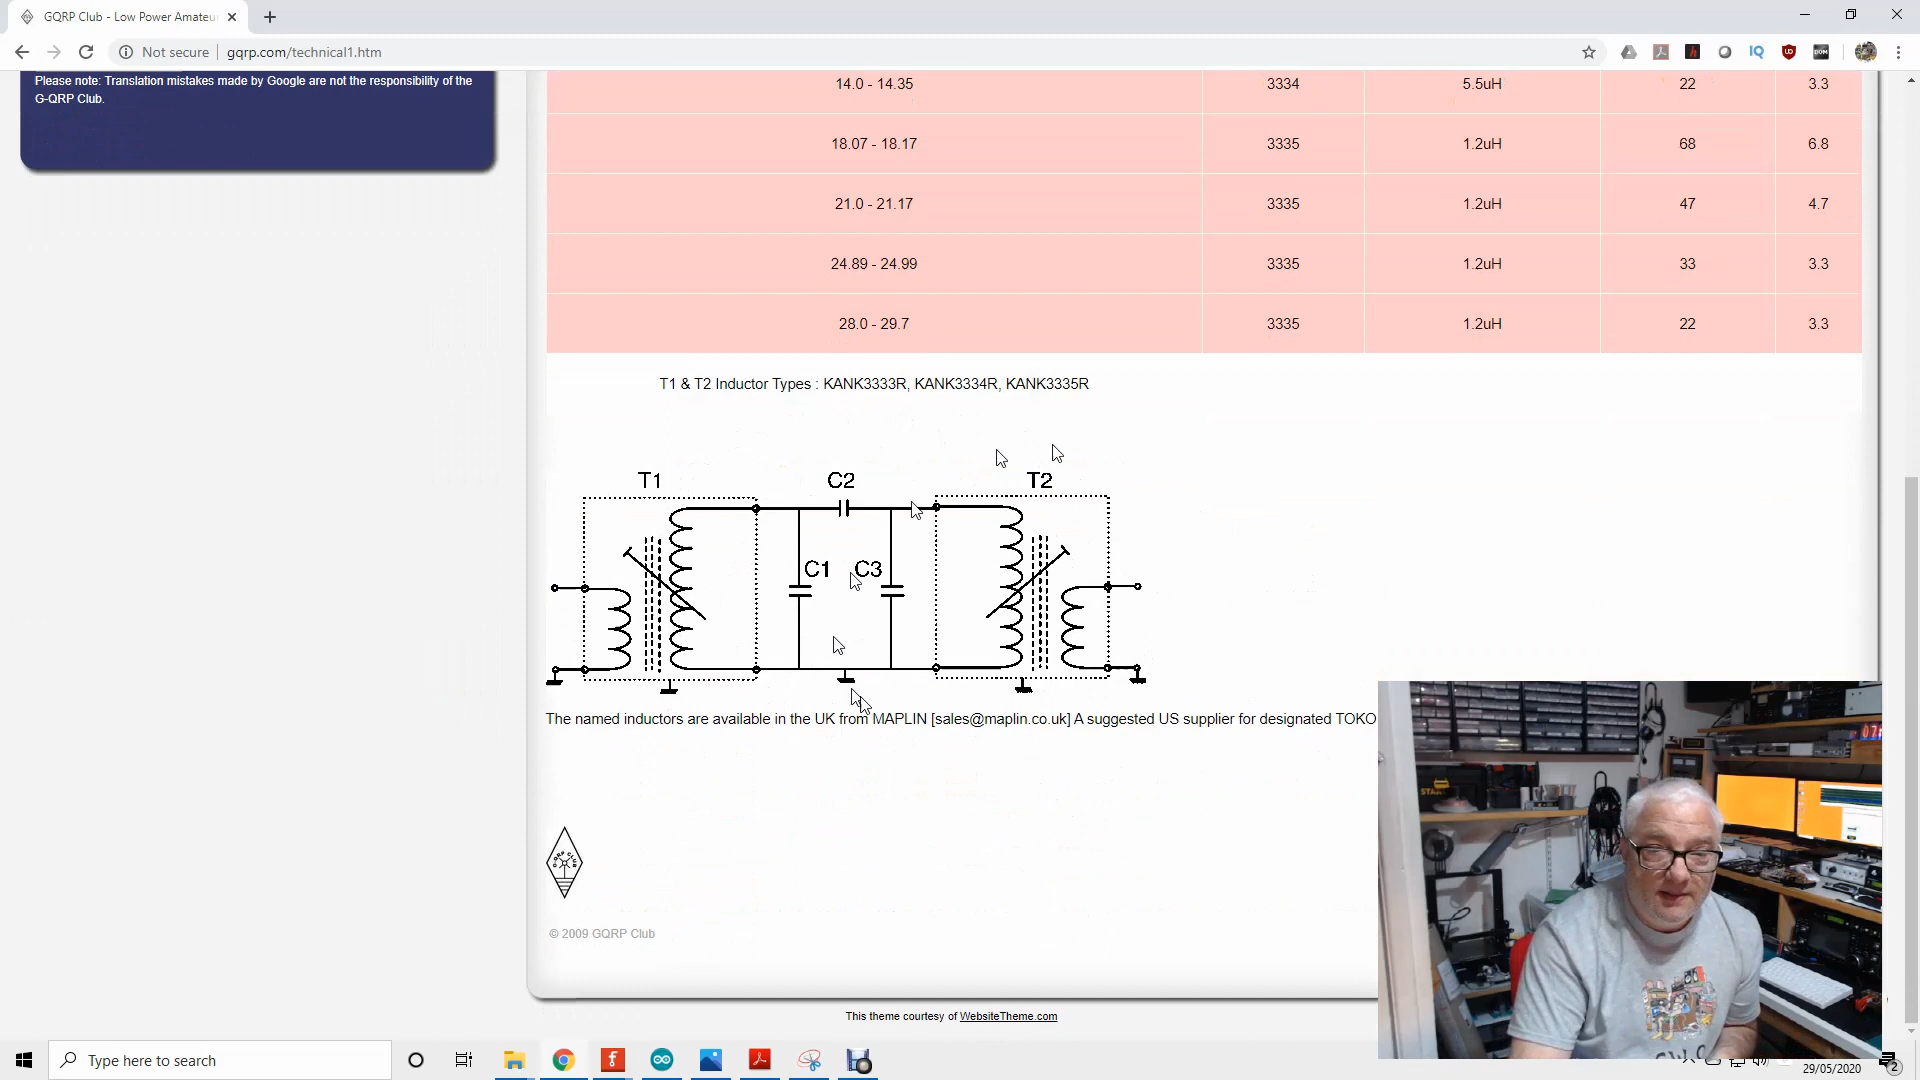 GQRP Club - Low Power Amateu
Not secure
gqrp.com/technical1.htm
IQ
Please note: Translation mistakes made by Google are not the responsibility of the
G-QRP Club.
14.0 - 14.35 3334 5.5uH 22 3.3
18.07 - 18.17 3335 1.2uH 68 6.8
21.0 - 21.17 3335 1.2uH 47 4.7
24.89 - 24.99 3335 1.2uH 33 3.3
28.0 - 29.7 3335 1.2uH 22 3.3
T1 & T2 Inductor Types : KANK3333R, KANK3334R, KANK3335R
T1 C2 T2
C1 C3
The named inductors are available in the UK from MAPLIN [sales@maplin.co.uk] A suggested US supplier for designated TOKO
© 2009 GQRP Club
This theme courtesy of WebsiteTheme.com
Type here to search
29/05/2020
2